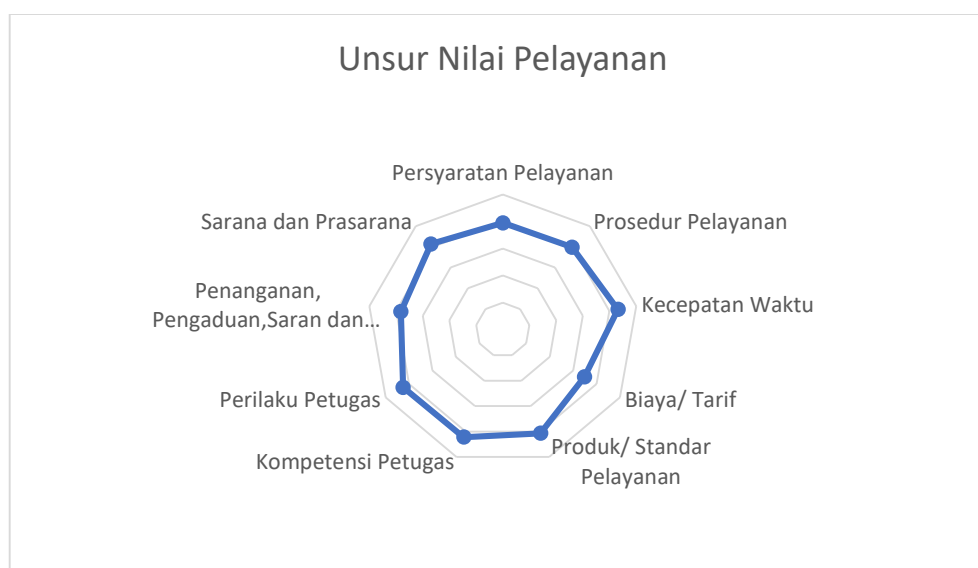 Unsur Nilai Pelayanan
Persyaratan Pelayanan
Prosedur Pelayanan
Kecepatan Waktu
Biaya/ Tarif
Produk/ Standar
Pelayanan
Kompetensi Petugas
Perilaku Petugas
Penanganan,
Pengaduan,Saran dan...
Sarana dan Prasarana